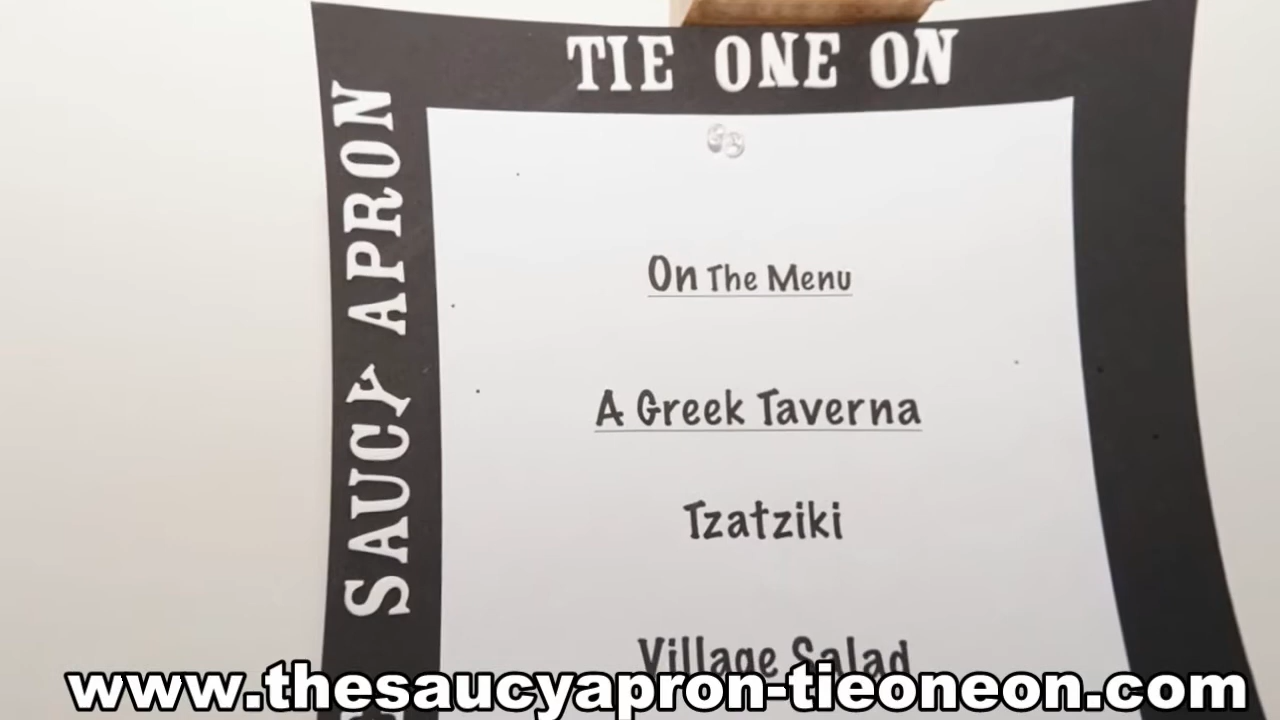 TIE ONE ON
SAUCY APRON
On The Menu
A Greek Taverna
Tzatziki
Village Salad
www.thesaucyapron-tieoneon.com